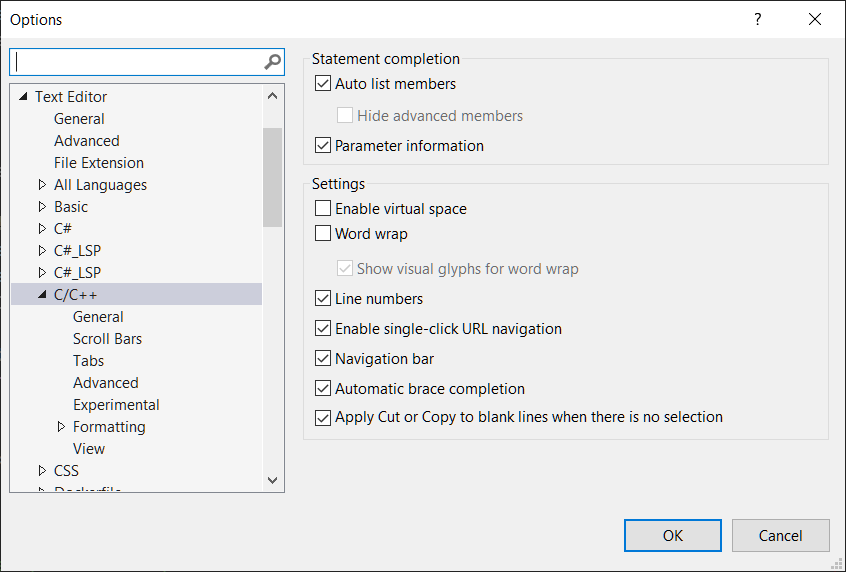 Options
?
Text Editor
General
Advanced
File Extension
All Languages
Basic
C#
C#_LSP
C#_LSP
C/C++
General
Scroll Bars
Tabs
Advanced
Experimental
Formatting
View
CSS
Dockerfile
Statement completion
Auto list members
Hide advanced members
Parameter information
Settings
Enable virtual space
Word wrap
Show visual glyphs for word wrap
Line numbers
Enable single-click URL navigation
Navigation bar
Automatic brace completion
Apply Cut or Copy to blank lines when there is no selection
OK
Cancel